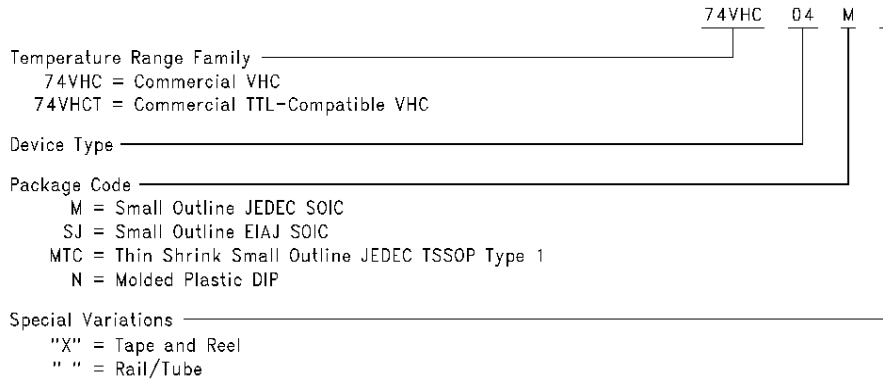 74VHC 04 M
Temperature Range Family
74VHC = Commercial VHC
74VHCT = Commercial TTL-Compatible VHC
Device Type
Package Code
M = Small Outline JEDEC SOIC
SJ = Small Outline EIAJ SOIC
MTC = Thin Shrink Small Outline JEDEC TSSOP Type 1
N = Molded Plastic DIP
Special Variations
"X" = Tape and Reel
" " = Rail/Tube